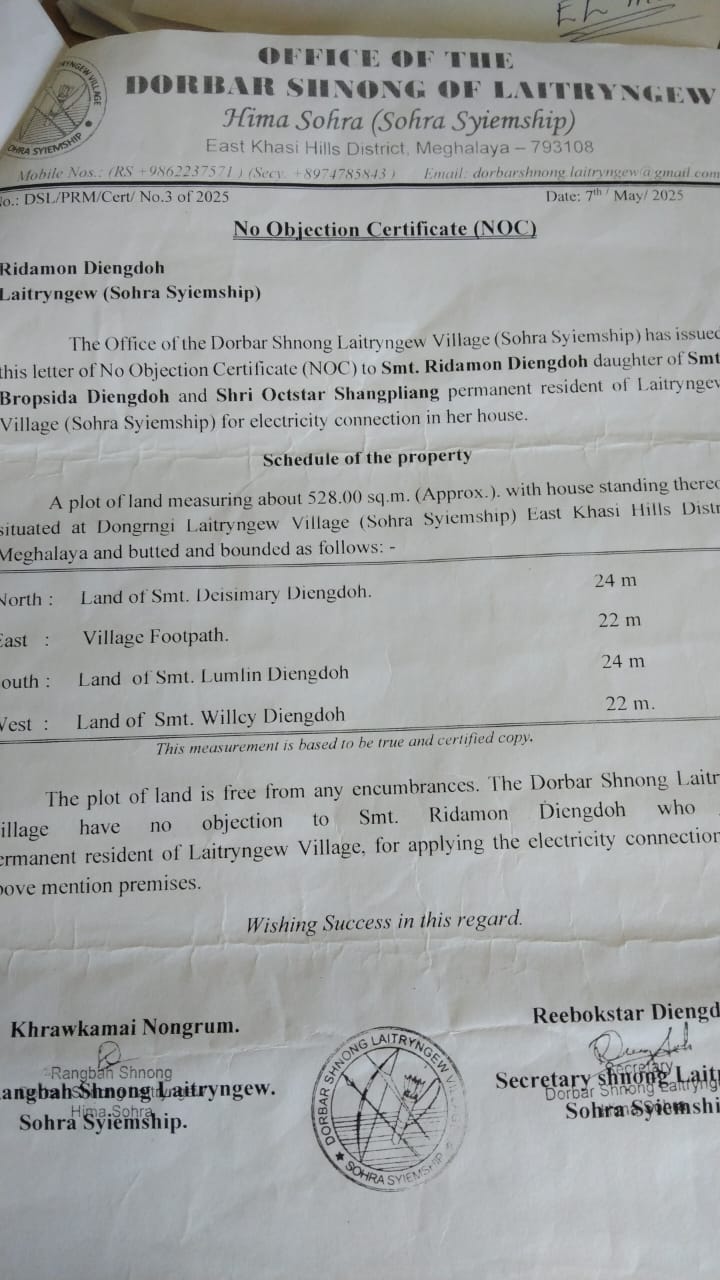 OFFICE OF THE
DORBAR SHNONG OF LAITRYNGEW
Hima Sohra (Sohra Syiemship)
East Khasi Hills District, Meghalaya – 793108
Mobile Nos.: (RS +9862237571 ) (Secy. +8974785843 ) Email: dorbarshnong.laitryngew@gmail.com
No.: DSL/PRM/Cert/ No.3 of 2025 Date: 7th / May/ 2025
No Objection Certificate (NOC)
Ridamon Diengdoh
Laitryngew (Sohra Syiemship)
The Office of the Dorbar Shnong Laitryngew Village (Sohra Syiemship) has issued
this letter of No Objection Certificate (NOC) to Smt. Ridamon Diengdoh daughter of Smt
Bropsida Diengdoh and Shri Octstar Shangpliang permanent resident of Laitryngew
Village (Sohra Syiemship) for electricity connection in her house.
Schedule of the property
A plot of land measuring about 528.00 sq.m. (Approx.). with house standing thereo
situated at Dongrngi Laitryngew Village (Sohra Syiemship) East Khasi Hills Distr
Meghalaya and butted and bounded as follows: -
North : Land of Smt. Deisimary Diengdoh. 24 m
East : Village Footpath. 22 m
South : Land of Smt. Lumlin Diengdoh 24 m
West : Land of Smt. Willcy Diengdoh 22 m.
This measurement is based to be true and certified copy.
The plot of land is free from any encumbrances. The Dorbar Shnong Laitr
illage have no objection to Smt. Ridamon Diengdoh who
ermanent resident of Laitryngew Village, for applying the electricity connection
bove mention premises.
Wishing Success in this regard.
Khrawkamai Nongrum. Reebokstar Diengd
Rangbah Shnong Secretary
angbah Shnong Laitryngew. Secretary shnong Lait
Dorbar Shnong Laitryng
Hima Sohra
Sohra Syiemship. Sohra Syiemshi
DORBAR SHNONG LAITRYNGEW VILLAGE
SOHRA SYIEMSHIP